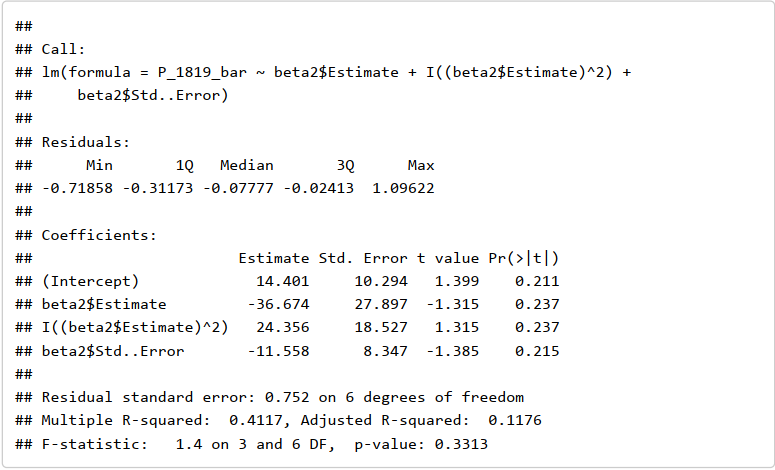 ##
## Call:
## lm(formula = P_1819_bar ~ beta2$Estimate + I((beta2$Estimate)^2) +
##     beta2$Std..Error)
##
## Residuals:
##      Min       1Q   Median       3Q      Max
## -0.71858 -0.31173 -0.07777 -0.02413  1.09622
##
## Coefficients:
##                       Estimate Std. Error t value Pr(>|t|)
## (Intercept)             14.401     10.294   1.399    0.211
## beta2$Estimate         -36.674     27.897  -1.315    0.237
## I((beta2$Estimate)^2)   24.356     18.527   1.315    0.237
## beta2$Std..Error       -11.558      8.347  -1.385    0.215
##
## Residual standard error: 0.752 on 6 degrees of freedom
## Multiple R-squared:  0.4117, Adjusted R-squared:  0.1176
## F-statistic:   1.4 on 3 and 6 DF,  p-value: 0.3313